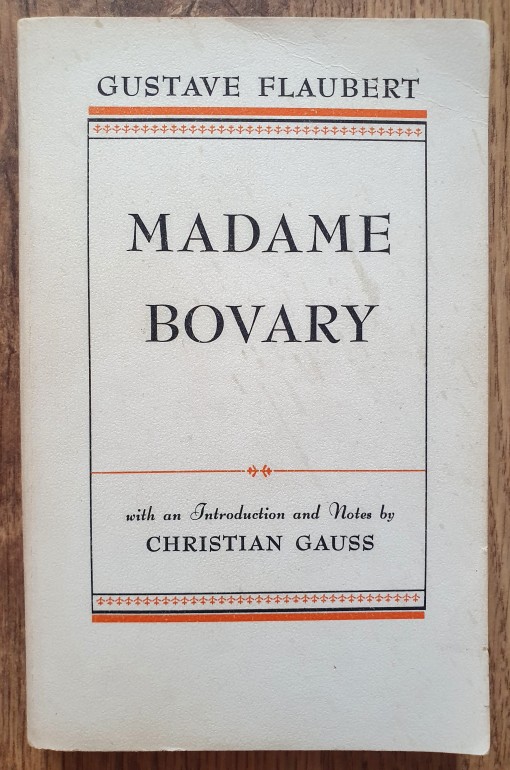 GUSTAVE FLAUBERT
MADAME
BOVARY
with an Introduction and Notes by
CHRISTIAN GAUSS